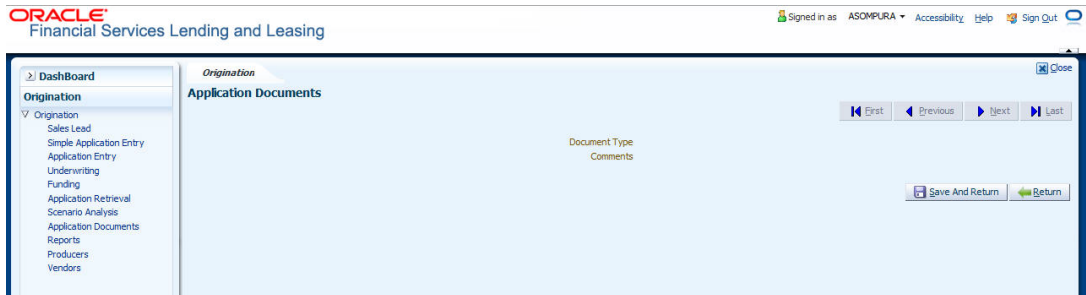 ORACLE
Financial Services Lending and Leasing
Signed in as ASOMPURA Accessibility Help Sign Out
Close
DashBoard
Origination
Origination
Sales Lead
Simple Application Entry
Application Entry
Underwriting
Funding
Application Retrieval
Scenario Analysis
Application Documents
Reports
Producers
Vendors
Origination
Application Documents
First Previous Next Last
Document Type
Comments
Save And Return Return